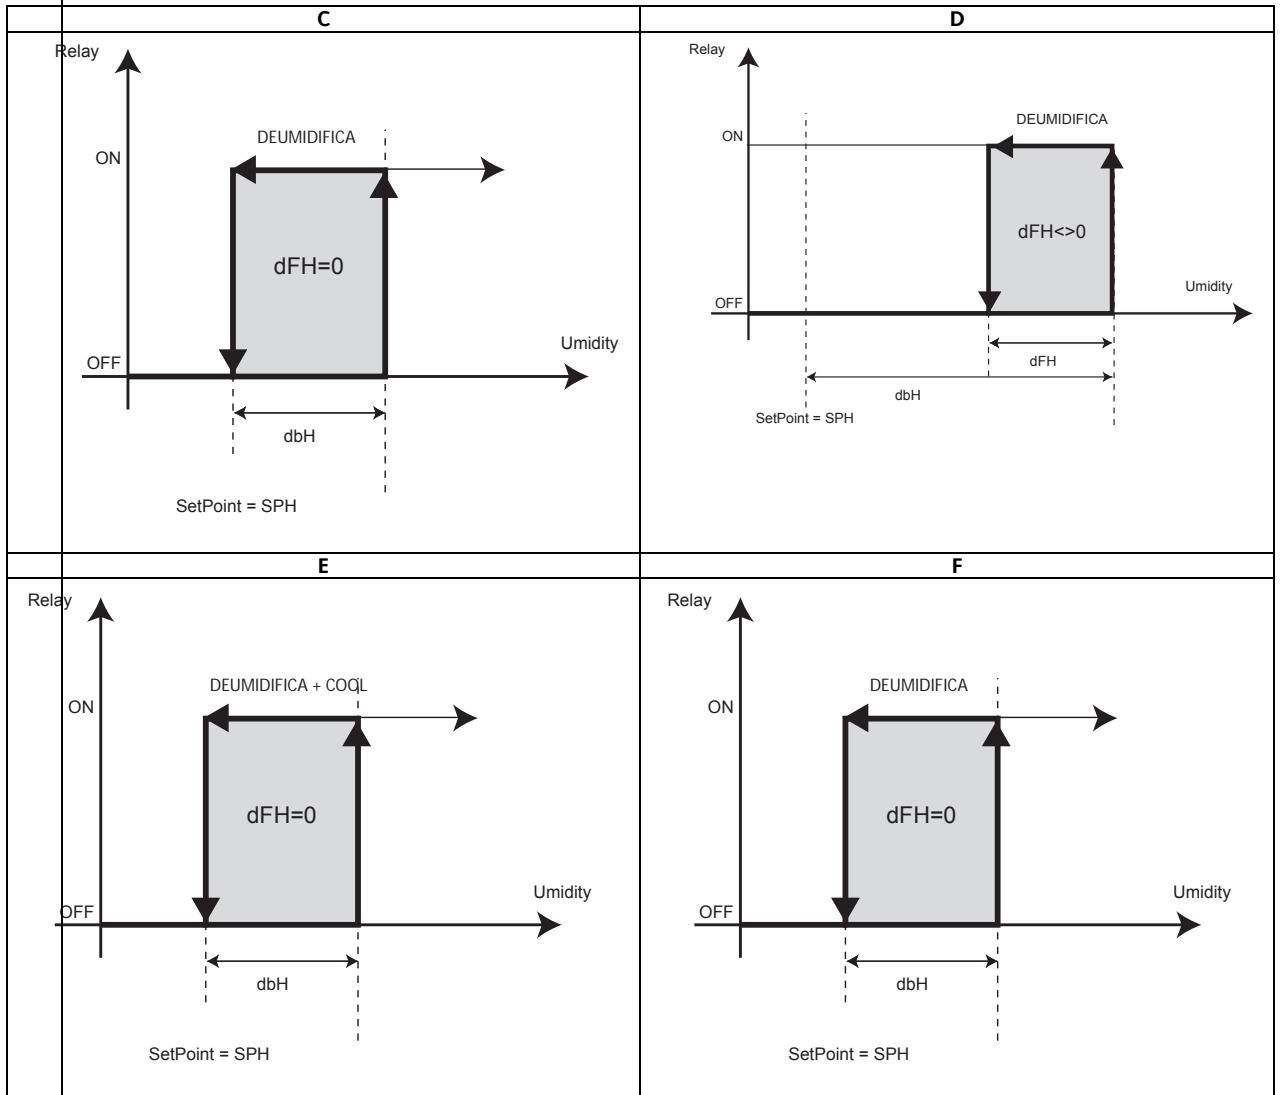 C
Relay
DEUMIDIFICA
ON
dFH=0
Umidity
OFF
dbH
SetPoint = SPH
D
Relay
DEUMIDIFICA
ON
dFH<>0
Umidity
OFF
dFH
dbH
SetPoint = SPH
E
Relay
DEUMIDIFICA + COOL
ON
dFH=0
Umidity
OFF
dbH
SetPoint = SPH
F
Relay
DEUMIDIFICA
ON
dFH=0
Umidity
OFF
dbH
SetPoint = SPH